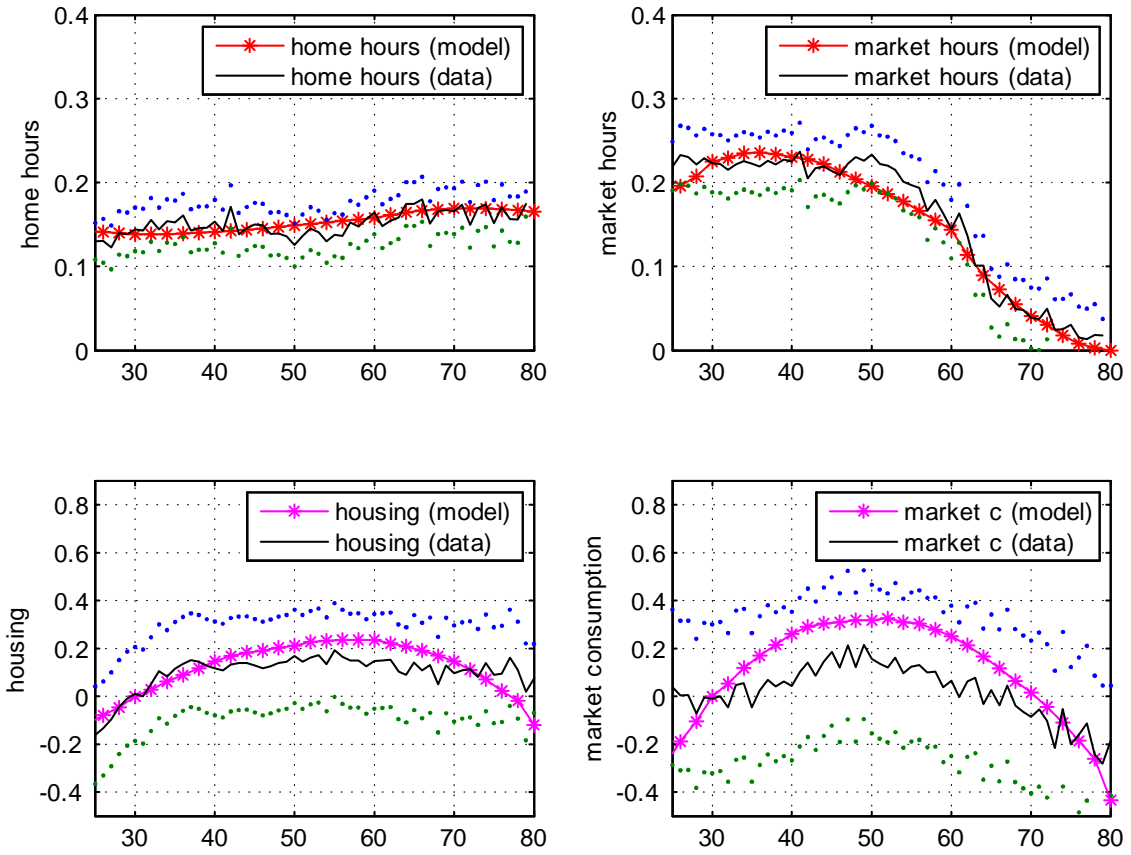 home hours (model)
home hours (data)
home hours
0.4
0.3
0.2
0.1
0
30 40 50 60 70 80
market hours (model)
market hours (data)
market hours
0.4
0.3
0.2
0.1
0
30 40 50 60 70 80
housing (model)
housing (data)
housing
0.8
0.6
0.4
0.2
0
-0.2
-0.4
30 40 50 60 70 80
market c (model)
market c (data)
market consumption
0.8
0.6
0.4
0.2
0
-0.2
-0.4
30 40 50 60 70 80